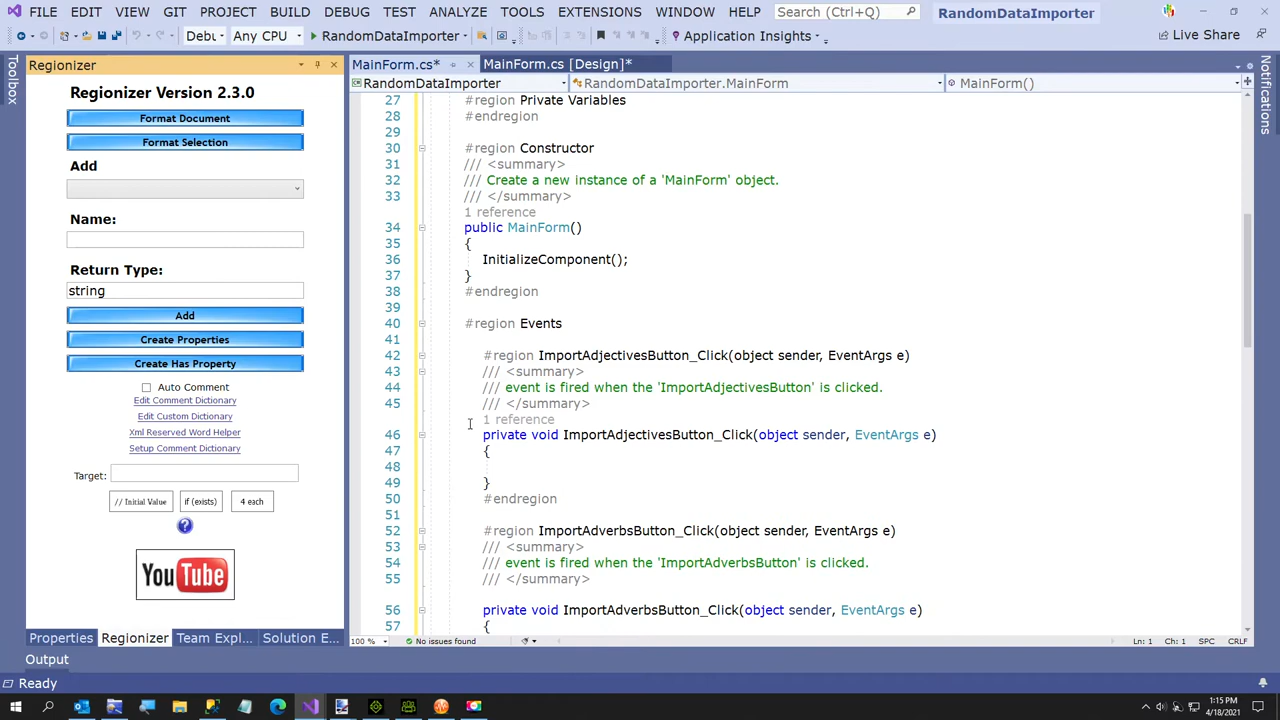 FILE EDIT VIEW GIT PROJECT BUILD DEBUG TEST ANALYZE TOOLS EXTENSIONS WINDOW HELP Search (Ctrl+Q) RandomDataImporter
Debu Any CPU RandomDataImporter Application Insights Live Share
Toolbox
Regionizer
Regionizer Version 2.3.0
Format Document
Format Selection
Add
Name:
Return Type:
string
Add
Create Properties
Create Has Property
Auto Comment
Edit Comment Dictionary
Edit Custom Dictionary
Xml Reserved Word Helper
Setup Comment Dictionary
Target:
// Initial Value if (exists) 4 each
?
YouTube
Properties Regionizer Team Expl... Solution E...
MainForm.cs* MainForm.cs [Design]*
RandomDataImporter RandomDataImporter.MainForm MainForm()
27 #region Private Variables
28 #endregion
29
30 #region Constructor
31 /// <summary>
32 /// Create a new instance of a 'MainForm' object.
33 /// </summary>
1 reference
34 public MainForm()
35 {
36 InitializeComponent();
37 }
38 #endregion
39
40 #region Events
41
42 #region ImportAdjectivesButton_Click(object sender, EventArgs e)
43 /// <summary>
44 /// event is fired when the 'ImportAdjectivesButton' is clicked.
45 /// </summary>
1 reference
46 private void ImportAdjectivesButton_Click(object sender, EventArgs e)
47 {
48
49 }
50 #endregion
51
52 #region ImportAdverbsButton_Click(object sender, EventArgs e)
53 /// <summary>
54 /// event is fired when the 'ImportAdverbsButton' is clicked.
55 /// </summary>
56 private void ImportAdverbsButton_Click(object sender, EventArgs e)
57 {
100 % No issues found Ln: 1 Ch: 1 SPC CRLF
Notifications
Output
Ready
1:15 PM
4/18/2021